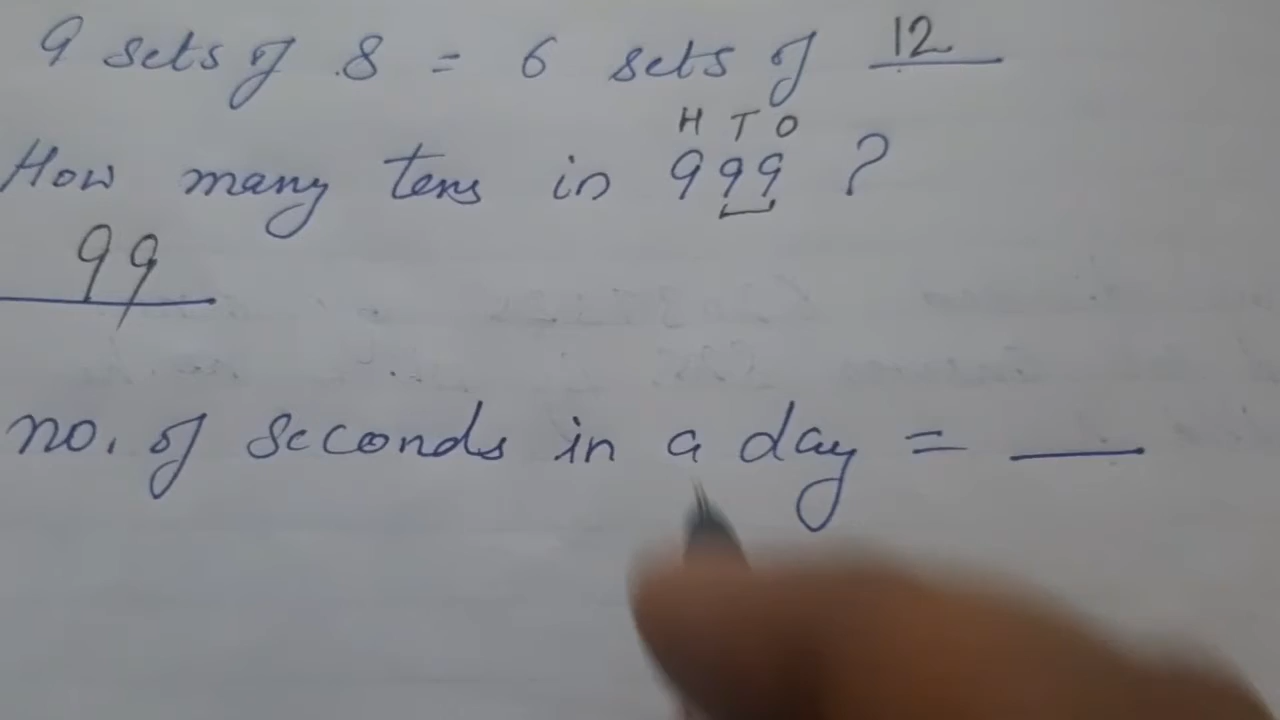 9 sets of 8 = 6 sets of 12
H T O
How many tens in 999 ?
99
no. of seconds in a day = __